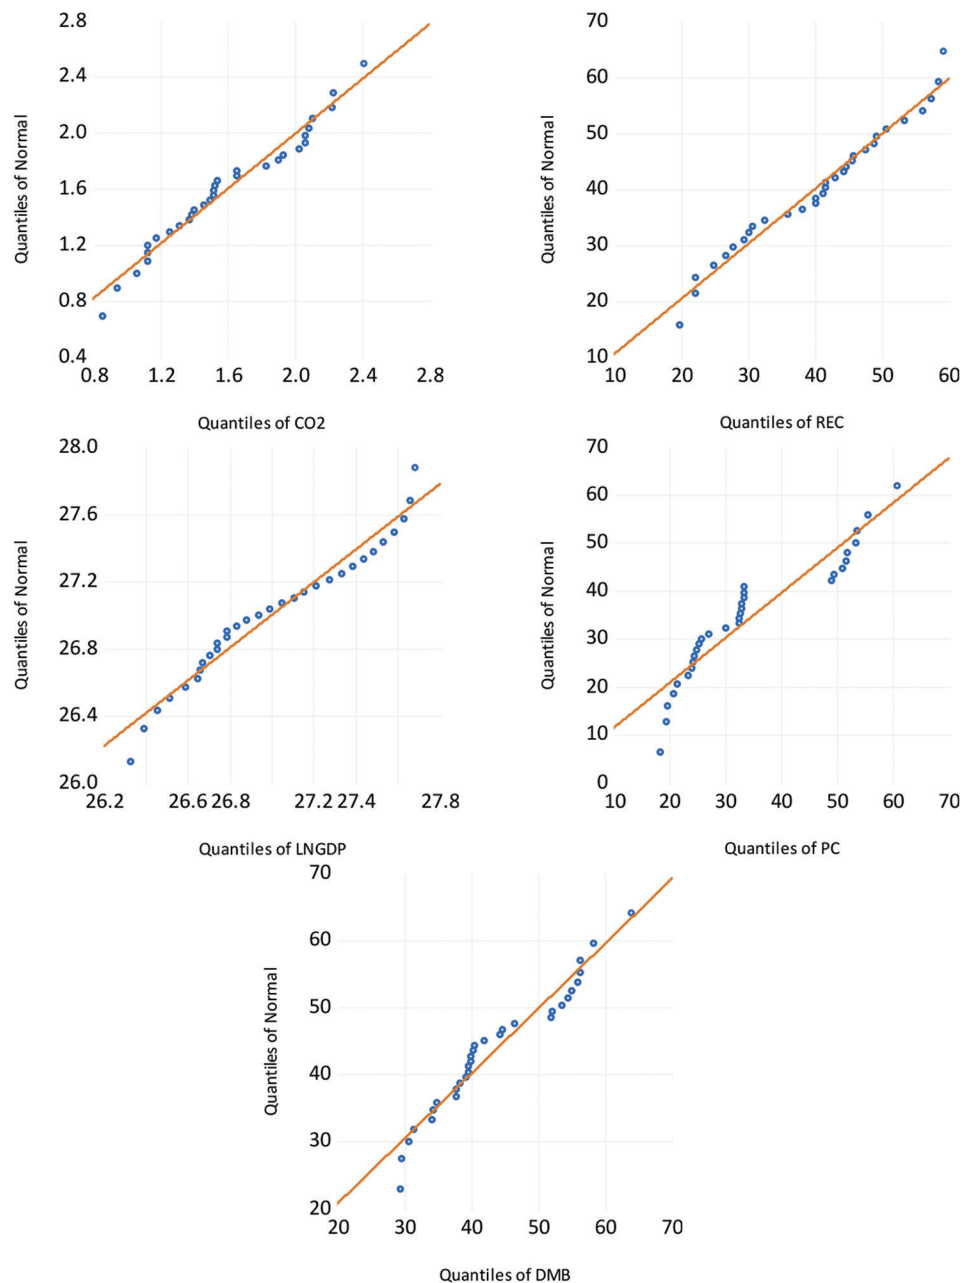 2.8
2.4
2.0
1.6
1.2
0.8
0.4
Quantiles of Normal
0.8 1.2 1.6 2.0 2.4 2.8
Quantiles of CO2
70
60
50
40
30
20
10
Quantiles of Normal
10 20 30 40 50 60
Quantiles of REC
28.0
27.6
27.2
26.8
26.4
26.0
Quantiles of Normal
26.2 26.6 26.8 27.2 27.4 27.8
Quantiles of LNGDP
70
60
50
40
30
20
10
0
Quantiles of Normal
10 20 30 40 50 60 70
Quantiles of PC
70
60
50
40
30
20
Quantiles of Normal
20 30 40 50 60 70
Quantiles of DMB